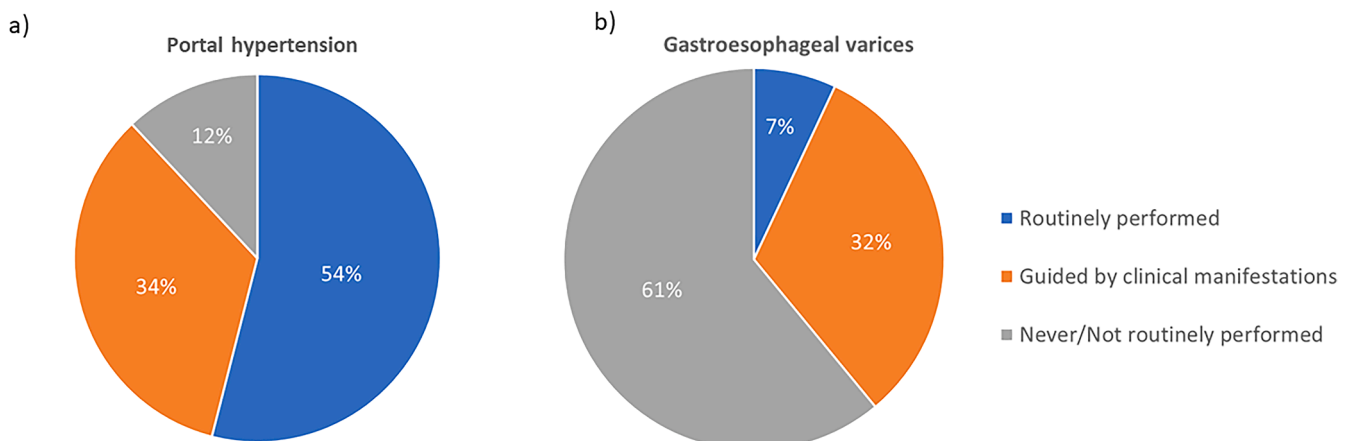 a)
Portal hypertension
12%
34%
54%
b)
Gastroesophageal varices
7%
32%
61%
Routinely performed
Guided by clinical manifestations
Never/Not routinely performed